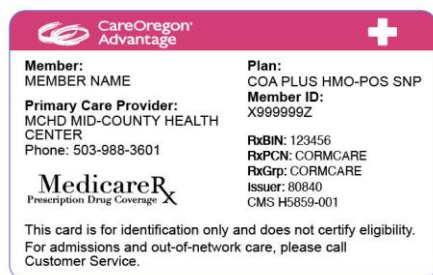 CareOregon®
Advantage
Member:
MEMBER NAME
Primary Care Provider:
MCHD MID-COUNTY HEALTH
CENTER
Phone: 503-988-3601
MedicareRx
Prescription Drug Coverage
Plan:
COA PLUS HMO-POS SNP
Member ID:
X999999Z
RxBIN: 123456
RxPCN: CORMCARE
RxGrp: CORMCARE
Issuer: 80840
CMS H5859-001
This card is for identification only and does not certify eligibility.
For admissions and out-of-network care, please call
Customer Service.